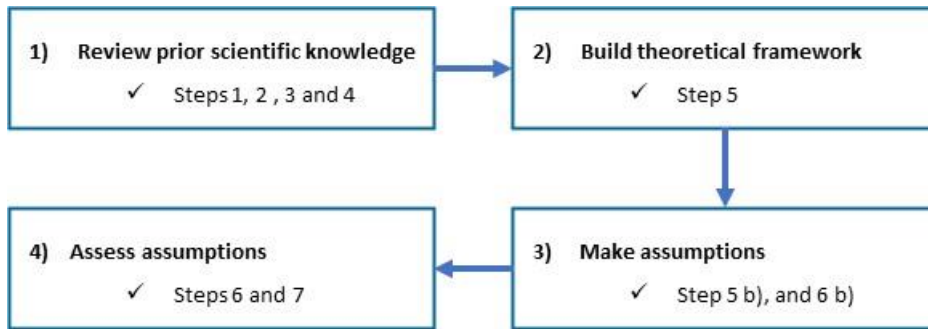 1) Review prior scientific knowledge
✓ Steps 1, 2 , 3 and 4
2) Build theoretical framework
✓ Step 5
3) Make assumptions
✓ Step 5 b), and 6 b)
4) Assess assumptions
✓ Steps 6 and 7